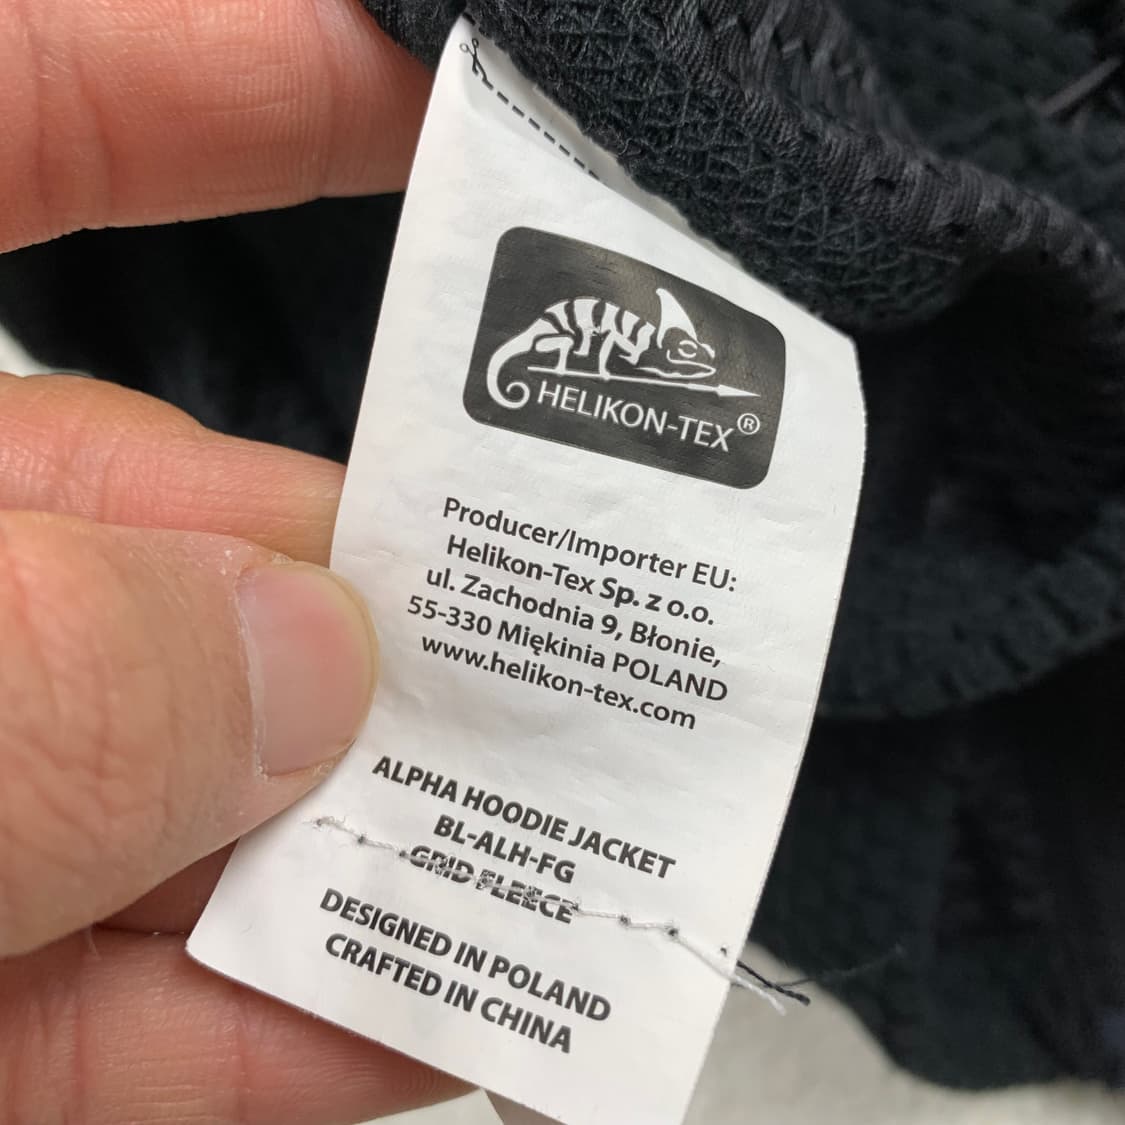 HELIKON-TEX®
Producer/Importer EU:
Helikon-Tex Sp. z o.o.
ul. Zachodnia 9, Błonie,
55-330 Miękinia POLAND
www.helikon-tex.com
ALPHA HOODIE JACKET
BL-ALH-FG
GRID FLEECE
DESIGNED IN POLAND
CRAFTED IN CHINA